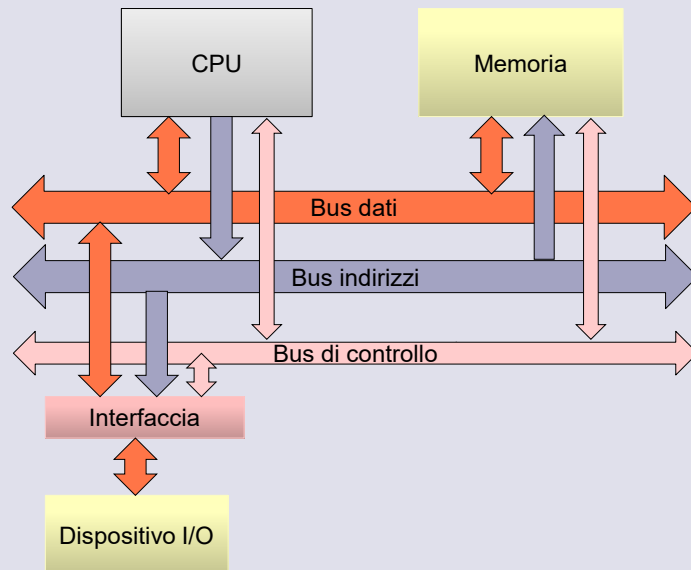 CPU
Memoria
Bus dati
Bus indirizzi
Bus di controllo
Interfaccia
Dispositivo I/O